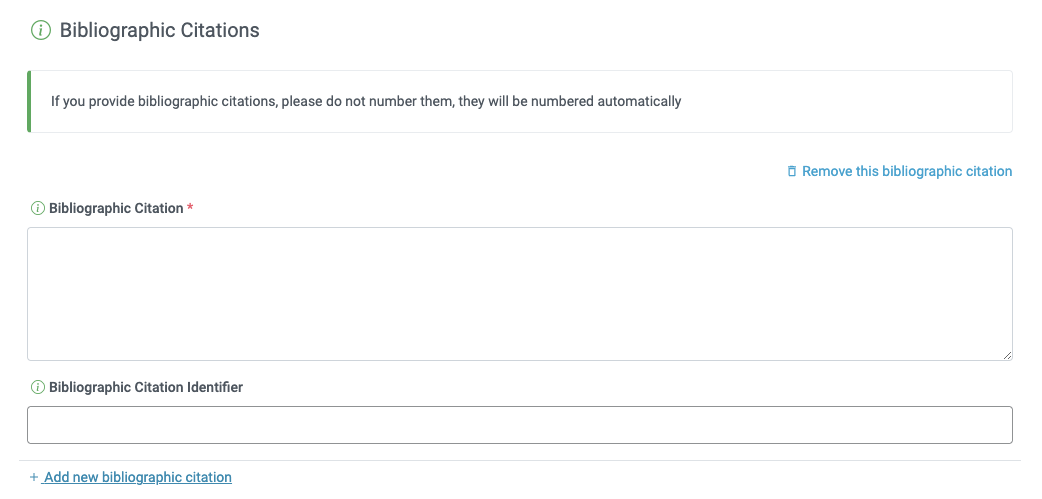 Bibliographic Citations
If you provide bibliographic citations, please do not number them, they will be numbered automatically
Remove this bibliographic citation
Bibliographic Citation *
Bibliographic Citation Identifier
+ Add new bibliographic citation